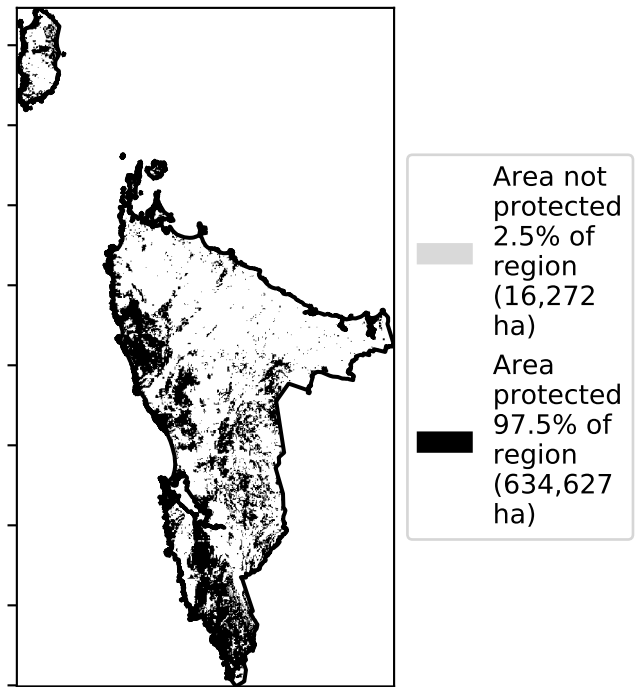 Area not
protected
2.5% of
region
(16,272
ha)
Area
protected
97.5% of
region
(634,627
ha)